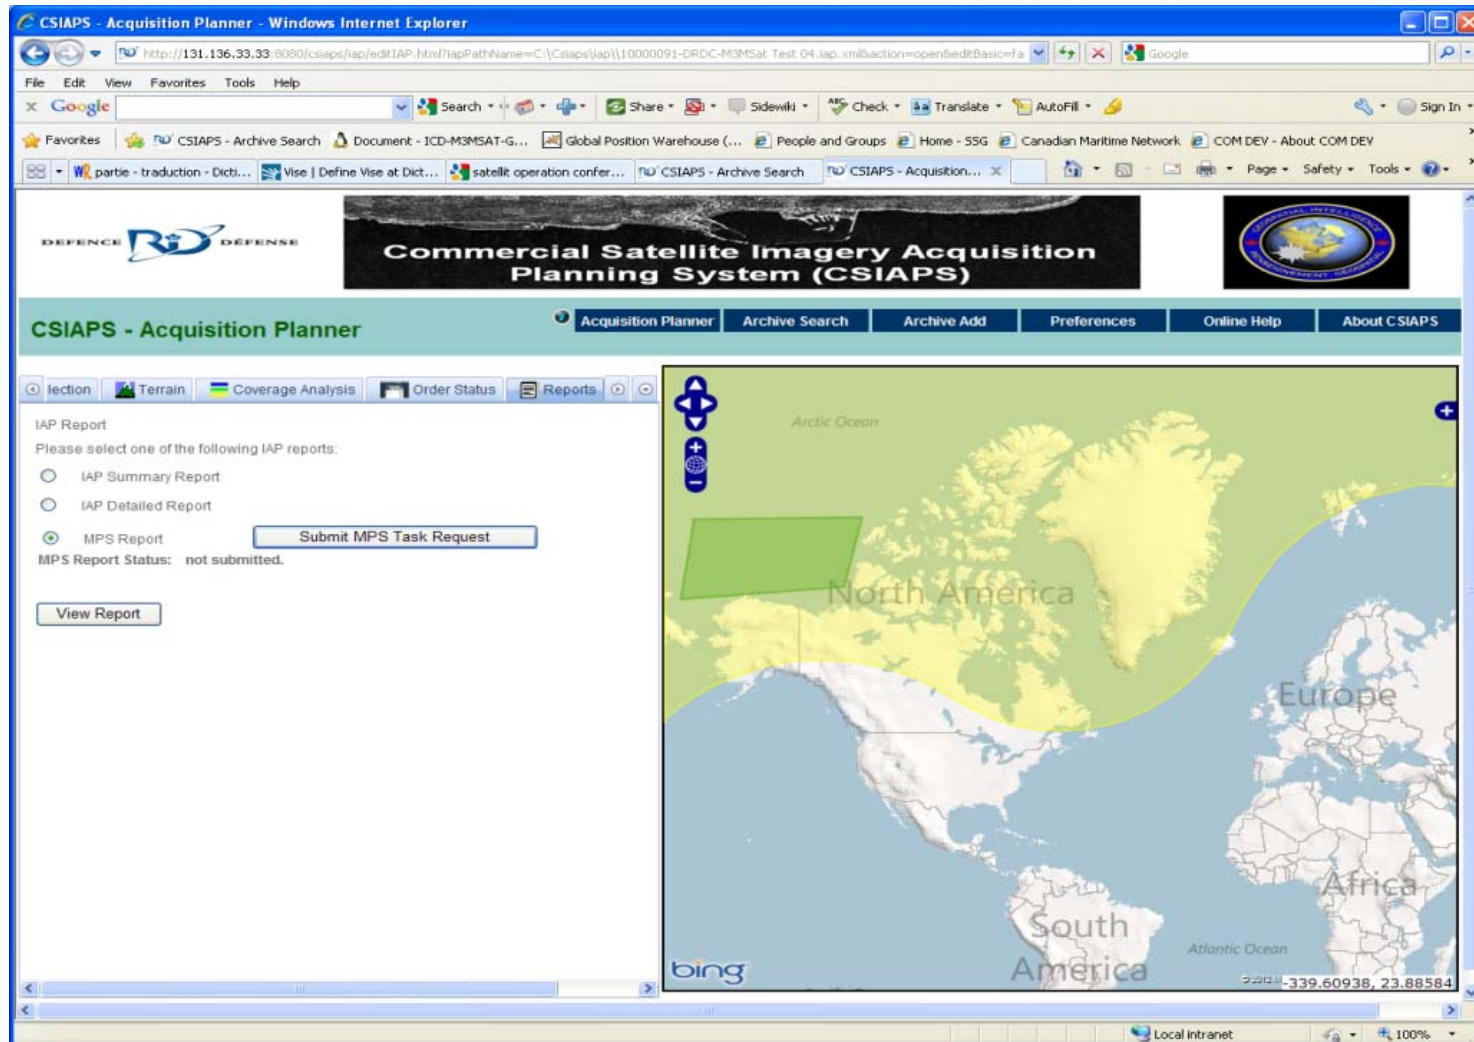 CSIAPS - Acquisition Planner - Windows Internet Explorer
http://131.136.33.33:8080/csiaps/iap/editIAP.html?iapPathName=C:\Csiaps\iap\\10000091-DRDC-M3MSat Test 04.iap.xml&action=open&editBasic=fa
Google
File Edit View Favorites Tools Help
x Google Search Share Sidewiki Check Translate AutoFill Sign In
Favorites CSIAPS - Archive Search Document - ICD-M3MSAT-G... Global Position Warehouse (... People and Groups Home - SSG Canadian Maritime Network COM DEV - About COM DEV
partie - traduction - Dicti... Vise | Define Vise at Dict... satellit operation confer... CSIAPS - Archive Search CSIAPS - Acquisition... Page Safety Tools
DEFENCE DÉFENSE
Commercial Satellite Imagery Acquisition
Planning System (CSIAPS)
GEOSPATIAL INTELLIGENCE
RENSEIGNEMENT GÉOSPATIAL
CSIAPS - Acquisition Planner
Acquisition Planner Archive Search Archive Add Preferences Online Help About CSIAPS
lection Terrain Coverage Analysis Order Status Reports
IAP Report
Please select one of the following IAP reports:
IAP Summary Report
IAP Detailed Report
MPS Report Submit MPS Task Request
MPS Report Status: not submitted.
View Report
Arctic Ocean
North America
Europe
Africa
South
America
Atlantic Ocean
bing
-339.60938, 23.88584
Local intranet
100%